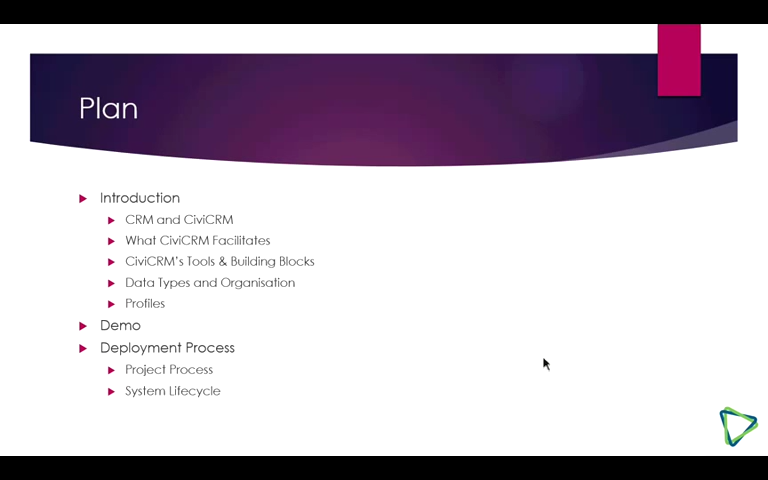 Plan
Introduction
CRM and CiviCRM
What CiviCRM Facilitates
CiviCRM's Tools & Building Blocks
Data Types and Organisation
Profiles
Demo
Deployment Process
Project Process
System Lifecycle